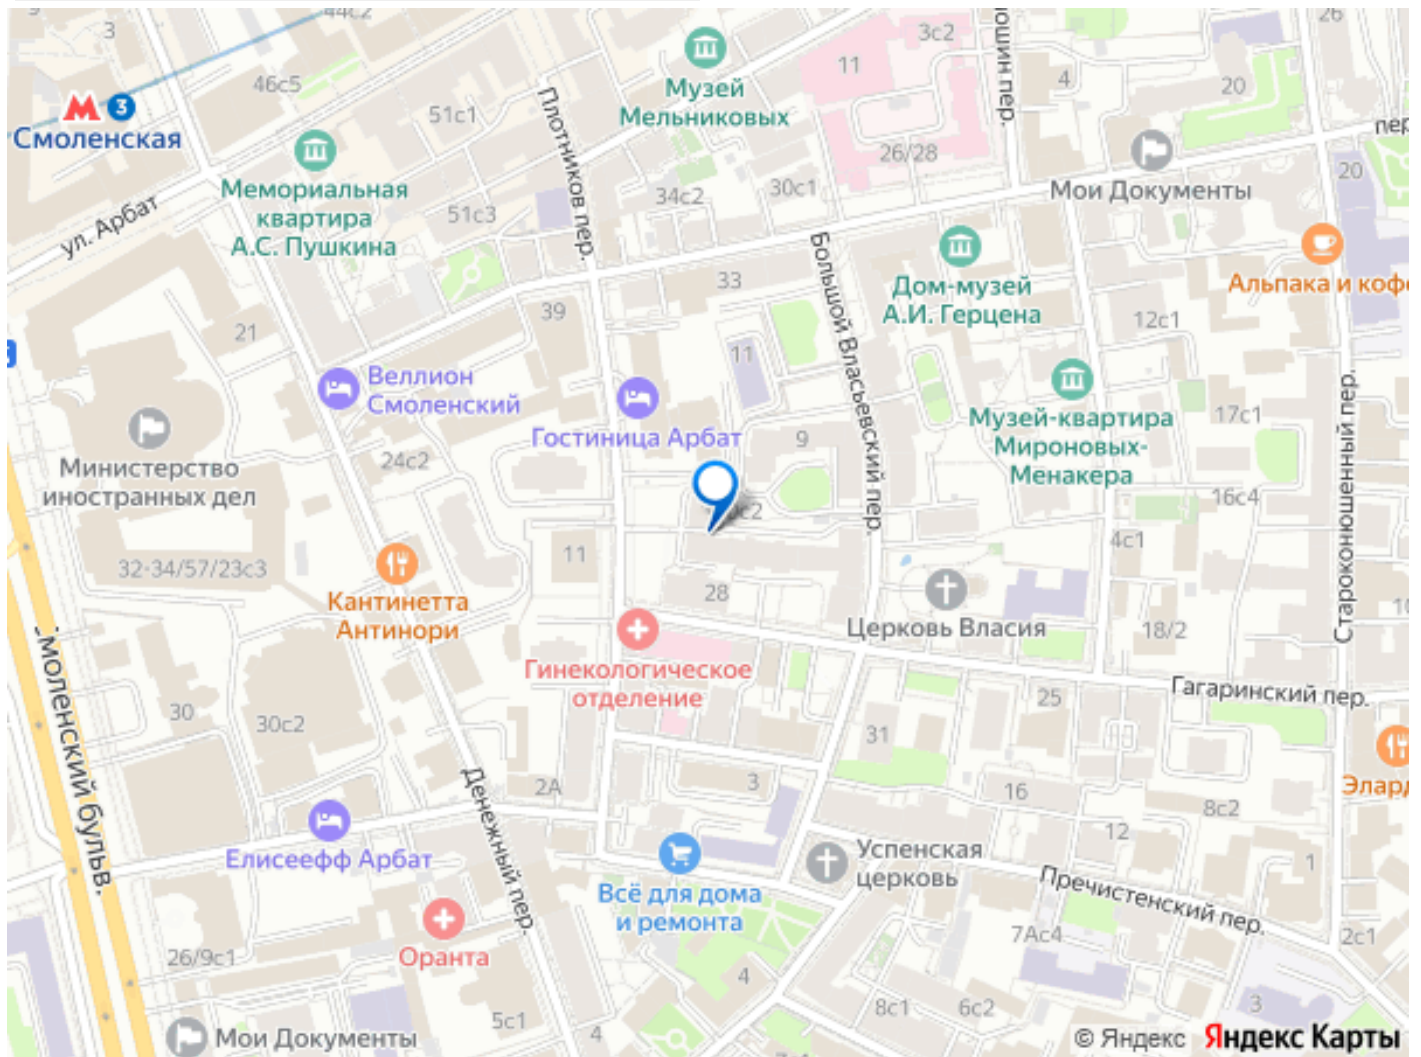 44с2
26
3
3с2
11
46с5
Музей
Мельниковых
4
20
3
Смоленская
51с1
Плотников пер.
26/28
пер
Мои Документы
20
Мемориальная
квартира
А.С. Пушкина
34с2
30с1
51с3
ул. Арбат
Большой Власьевский пер.
Дом-музей
А.И. Герцена
Альпака и кофе
33
39
12с1
21
11
Веллион
Смоленский
Староконюшенный пер.
Гостиница Арбат
Музей-квартира
Мироновых-
Менакера
17с1
9
24с2
Министерство
иностранных дел
16с4
11
4с1
32-34/57/23с3
28
Кантинетта
Антинори
Церковь Власия
18/2
Гинекологическое
отделение
Гагаринский пер.
25
30
30с2
31
Денежный пер.
2А
3
16
8с2
12
Елисеефф Арбат
Успенская
церковь
1
Всё для дома
и ремонта
Пречистенский пер.
Оранта
26/9с1
7Ас4
2с1
4
8с1
6с2
3
5с1
4
Мои Документы
© Яндекс
Яндекс Карты